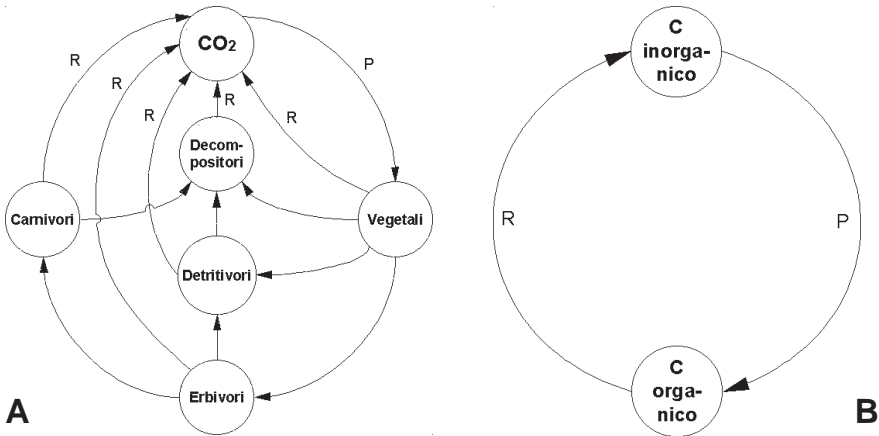 CO2
R
P
R
R
R
R
Decom-
positori
Carnivori
Vegetali
Detritivori
Erbivori
A
C
inorga-
nico
R
P
C
orga-
nico
B